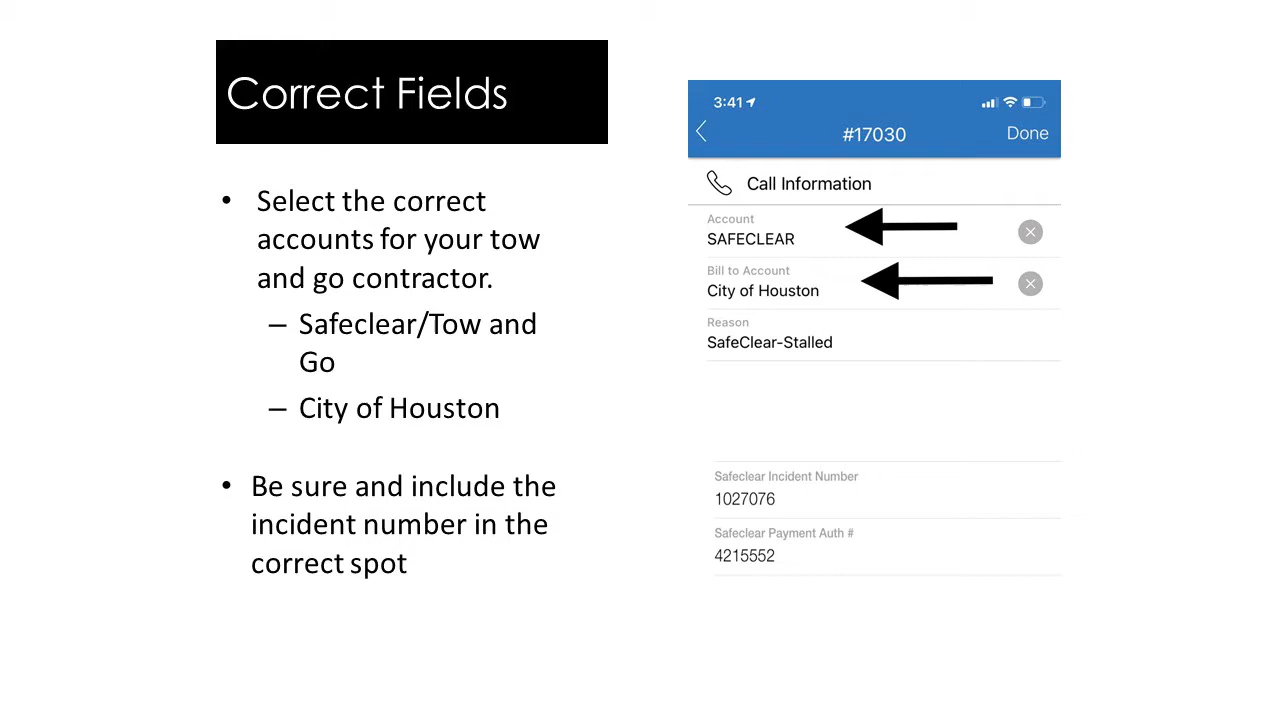 Correct Fields
• Select the correct
accounts for your tow
and go contractor.
– Safeclear/Tow and
Go
– City of Houston
• Be sure and include the
incident number in the
correct spot
3:41
#17030
Done
Call Information
Account
SAFECLEAR
Bill to Account
City of Houston
Reason
SafeClear-Stalled
Safeclear Incident Number
1027076
Safeclear Payment Auth #
4215552